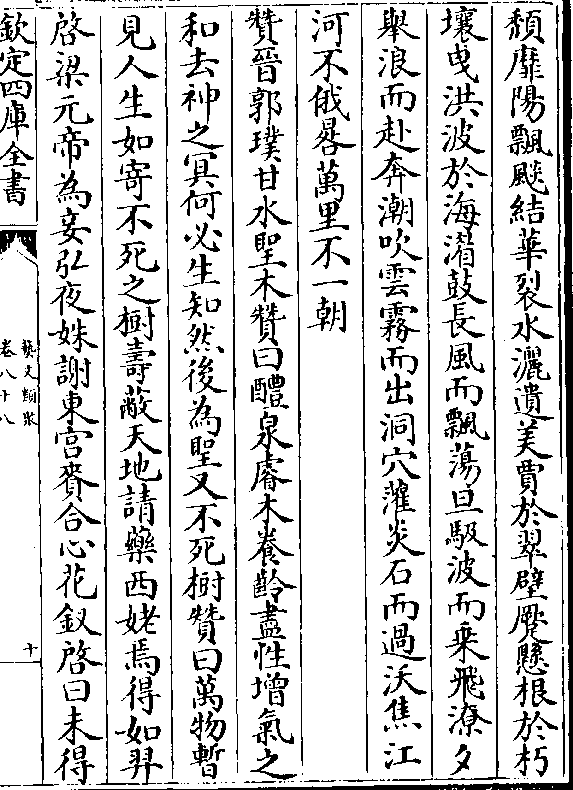 頽靡陽飄颷結華裂水灑遺美賈於翠壁蹙懸根於朽
壤曳洪波於海濳鼓長風而飄蕩旦馺波而乗飛潦夕
舉浪而赴奔潮吹雲霧而出洞穴灌炎石而過沃焦江
河不俄晷萬里不一朝
贊晉郭璞甘水聖木贊曰醴泉睿木養齡盡性增氣之
和去神之冥何必生知然後為聖又不死樹贊曰萬物暫
見人生如寄不死之樹壽蔽天地請藥西姥焉得如羿
啓梁元帝為妾弘夜姝謝東宫賚合心花釵啓曰未得
欽定四庫全書
藝文類聚
卷八十八
十